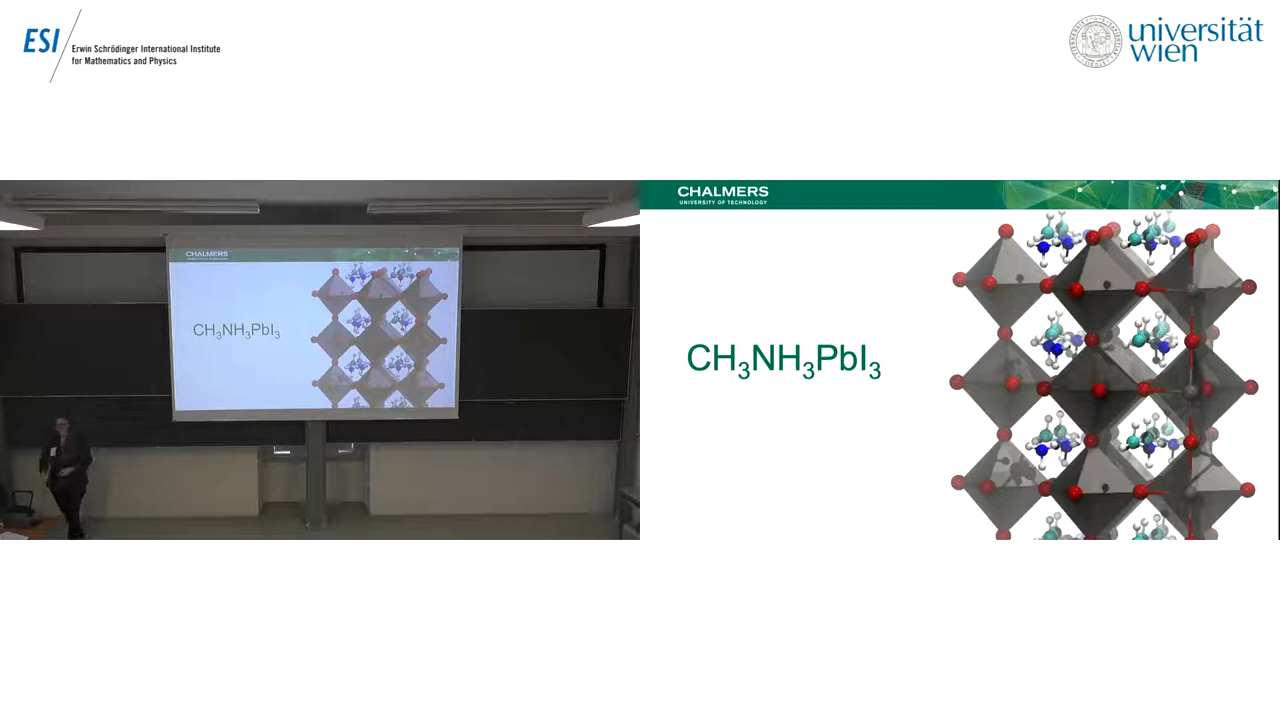 ESI
Erwin Schrödinger International Institute
for Mathematics and Physics
universität
wien
CHALMERS
CH₃NH₃PbI₃
CHALMERS
UNIVERSITY OF TECHNOLOGY
CH₃NH₃PbI₃